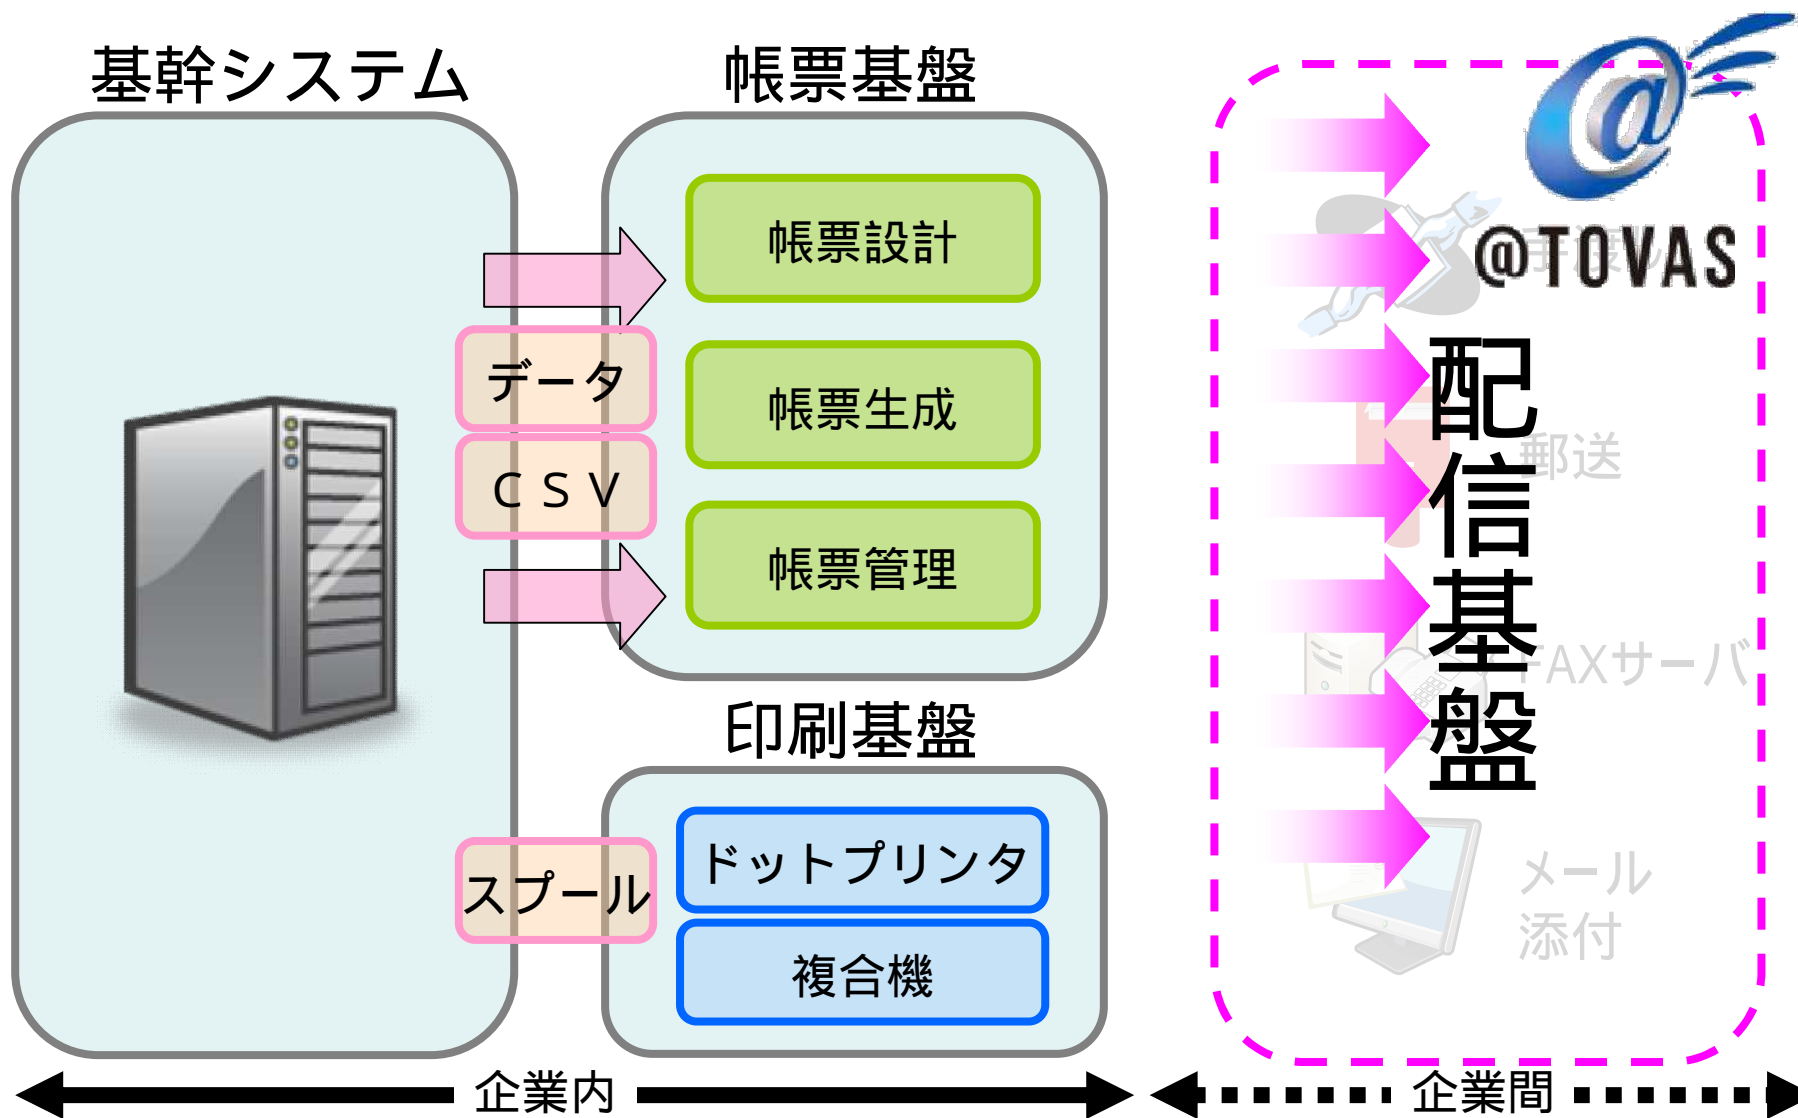 基幹システム
帳票基盤
帳票設計
データ
帳票生成
ＣＳＶ
帳票管理
印刷基盤
スプール
ドットプリンタ
複合機
@TOVAS
手渡し
配信基盤
郵送
FAXサーバ
メール
添付
企業内
企業間